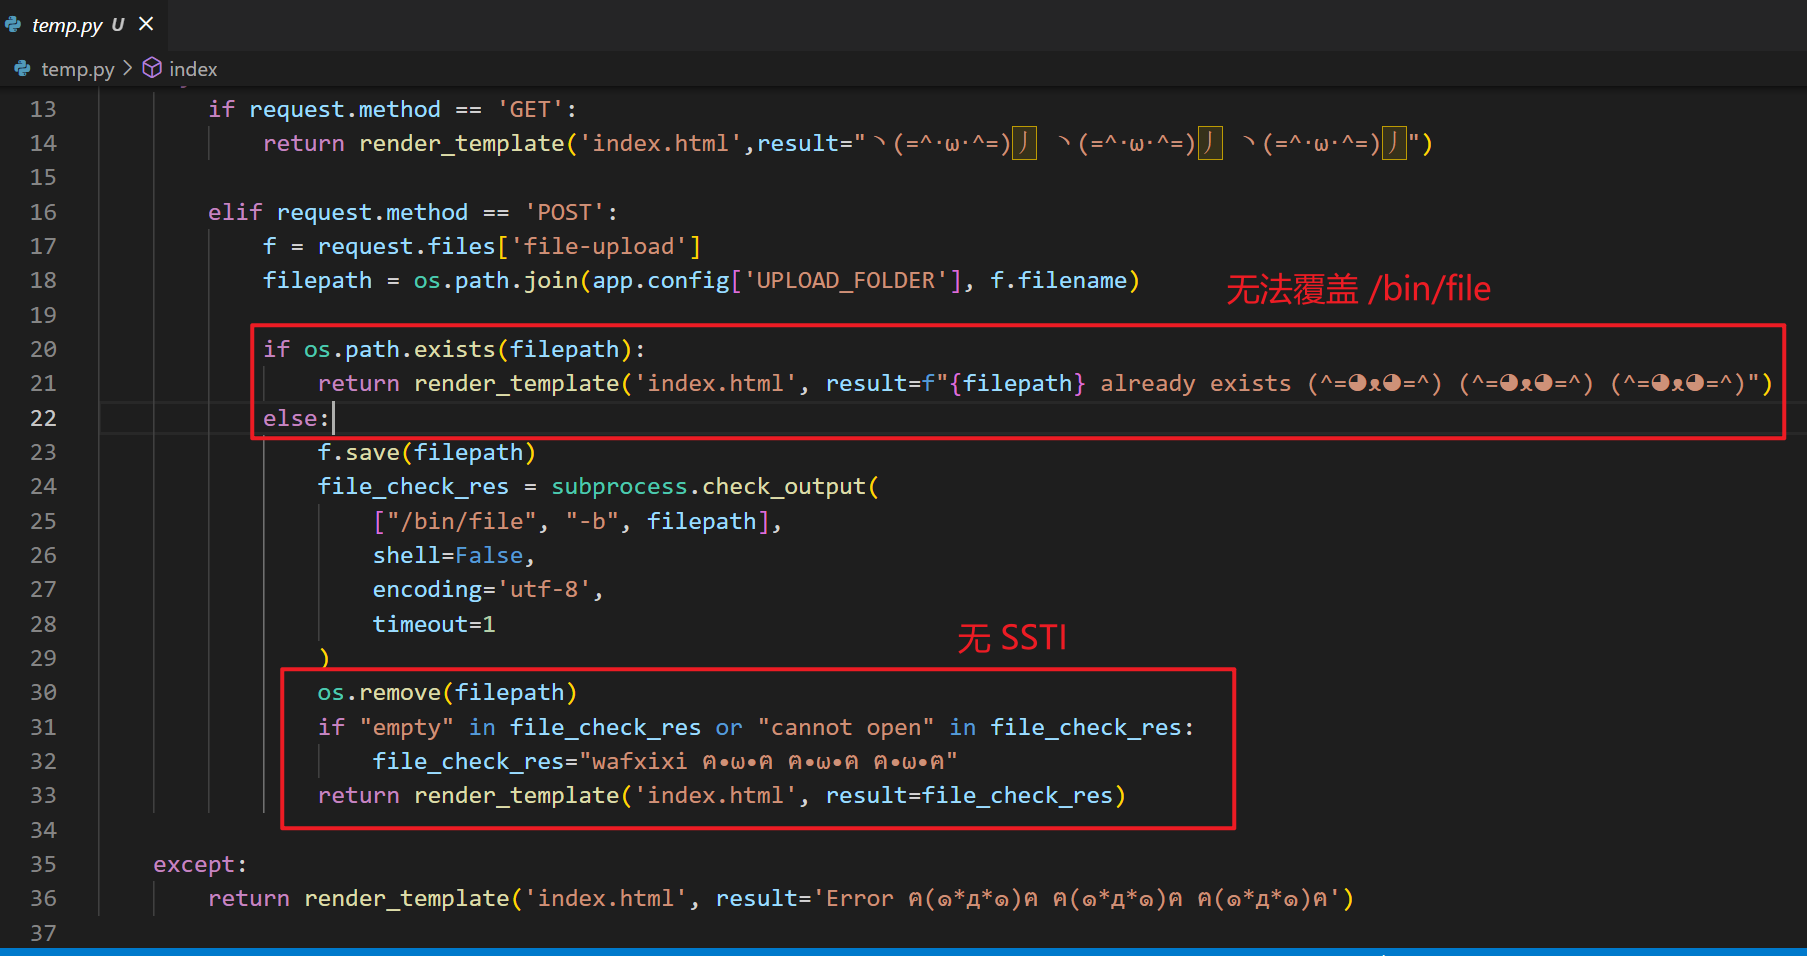 temp.py U ×
temp.py > index
13 if request.method == 'GET':
14 return render_template('index.html',result="ヽ(=^·ω·^=)丿 ヽ(=^·ω·^=)丿 ヽ(=^·ω·^=)丿")
15
16 elif request.method == 'POST':
17 f = request.files['file-upload']
18 filepath = os.path.join(app.config['UPLOAD_FOLDER'], f.filename)
无法覆盖 /bin/file
19
20 if os.path.exists(filepath):
21 return render_template('index.html', result=f"{filepath} already exists (^=◕ᴥ◕=^) (^=◕ᴥ◕=^) (^=◕ᴥ◕=^)")
22 else:
23 f.save(filepath)
24 file_check_res = subprocess.check_output(
25 ["/bin/file", "-b", filepath],
26 shell=False,
27 encoding='utf-8',
28 timeout=1
无 SSTI
29 )
30 os.remove(filepath)
31 if "empty" in file_check_res or "cannot open" in file_check_res:
32 file_check_res="wafxixi ฅ•ω•ฅ ฅ•ω•ฅ ฅ•ω•ฅ"
33 return render_template('index.html', result=file_check_res)
34
35 except:
36 return render_template('index.html', result='Error ฅ(๑*д*๑)ฅ ฅ(๑*д*๑)ฅ ฅ(๑*д*๑)ฅ')
37